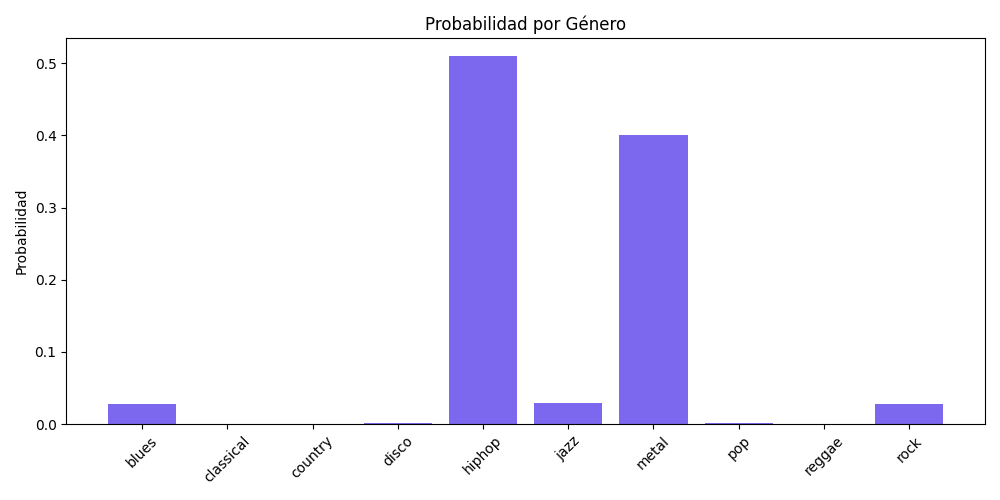 Probabilidad por Género
Probabilidad
0.5
0.4
0.3
0.2
0.1
0.0
blues
classical
country
disco
hiphop
jazz
metal
pop
reggae
rock